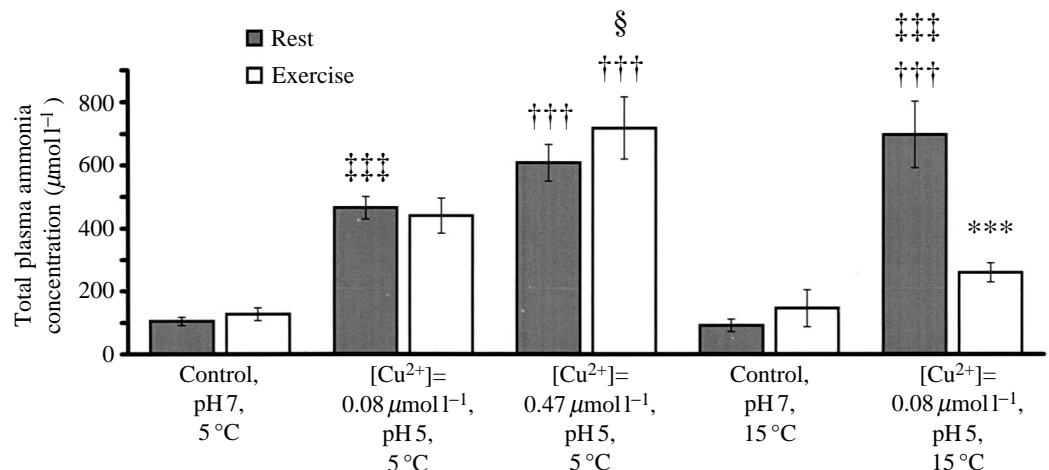 Rest
Exercise
Total plasma ammonia
concentration (μmol l⁻¹)
800
600
400
200
0
‡‡‡
‡‡‡
†††
§
†††
‡‡‡
‡‡‡
†††
***
Control,
pH 7,
5 °C
[Cu²⁺]=
0.08 μmol l⁻¹,
pH 5,
5 °C
[Cu²⁺]=
0.47 μmol l⁻¹,
pH 5,
5 °C
Control,
pH 7,
15 °C
[Cu²⁺]=
0.08 μmol l⁻¹,
pH 5,
15 °C